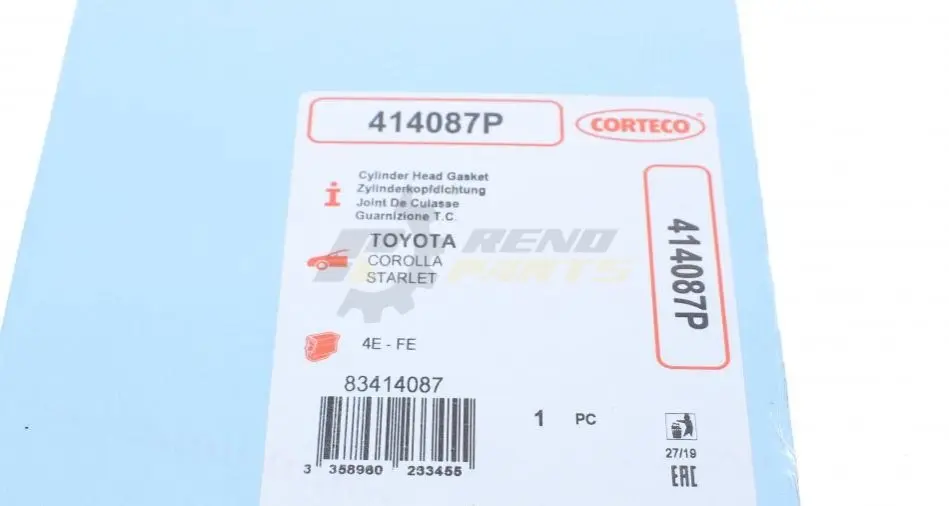 414087P
CORTECO
Cylinder Head Gasket
Zylinderkopfdichtung
Joint De Culasse
Guarnizione T.C.
TOYOTA
COROLLA
STARLET
RENO
PARTS
414087P
4E - FE
83414087
1 PC
3 358960 233455
27/19
EAC